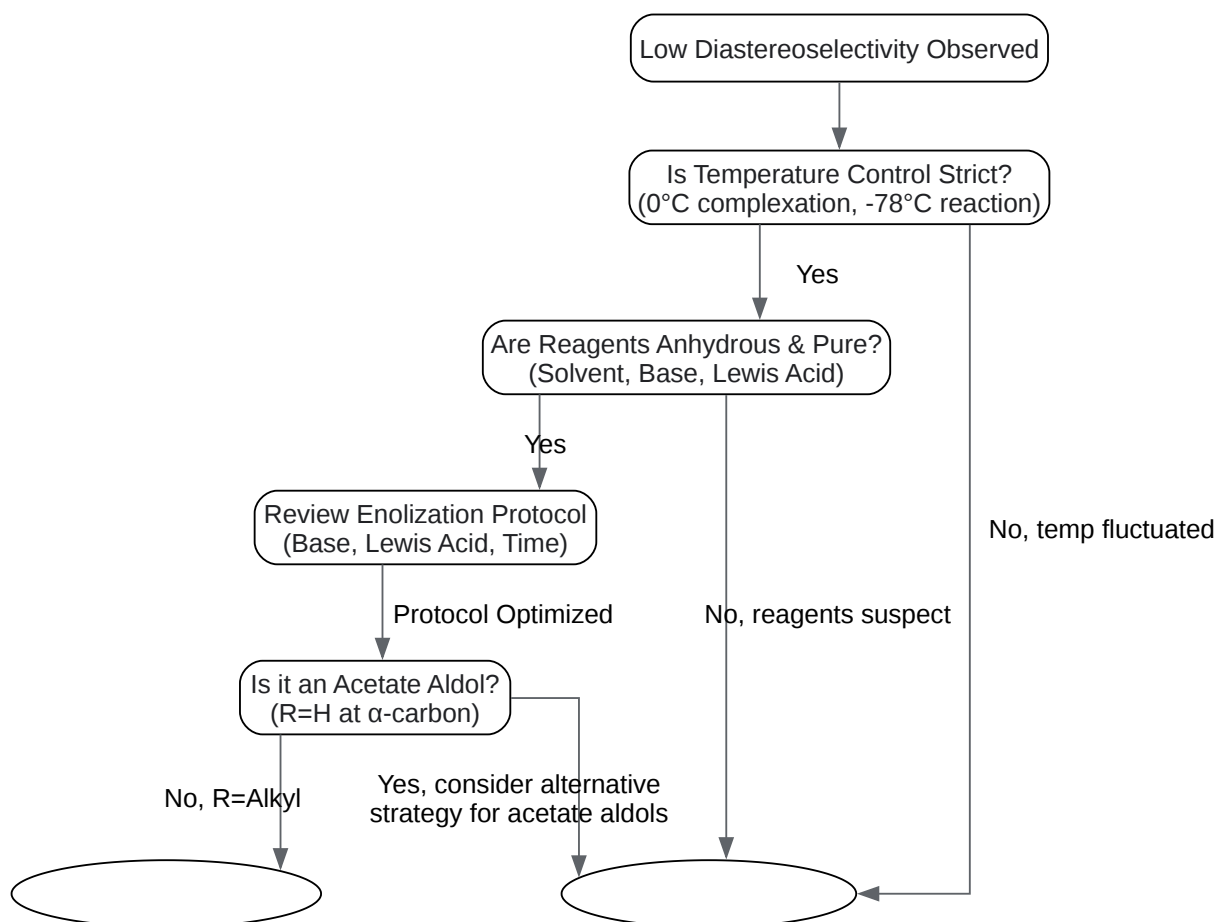 Low Diastereoselectivity Observed
Is Temperature Control Strict?
(0°C complexation, -78°C reaction)
Yes
Are Reagents Anhydrous & Pure?
(Solvent, Base, Lewis Acid)
Yes
Review Enolization Protocol
(Base, Lewis Acid, Time)
No, temp fluctuated
Protocol Optimized
No, reagents suspect
Is it an Acetate Aldol?
(R=H at α-carbon)
No, R=Alkyl
Yes, consider alternative
strategy for acetate aldols